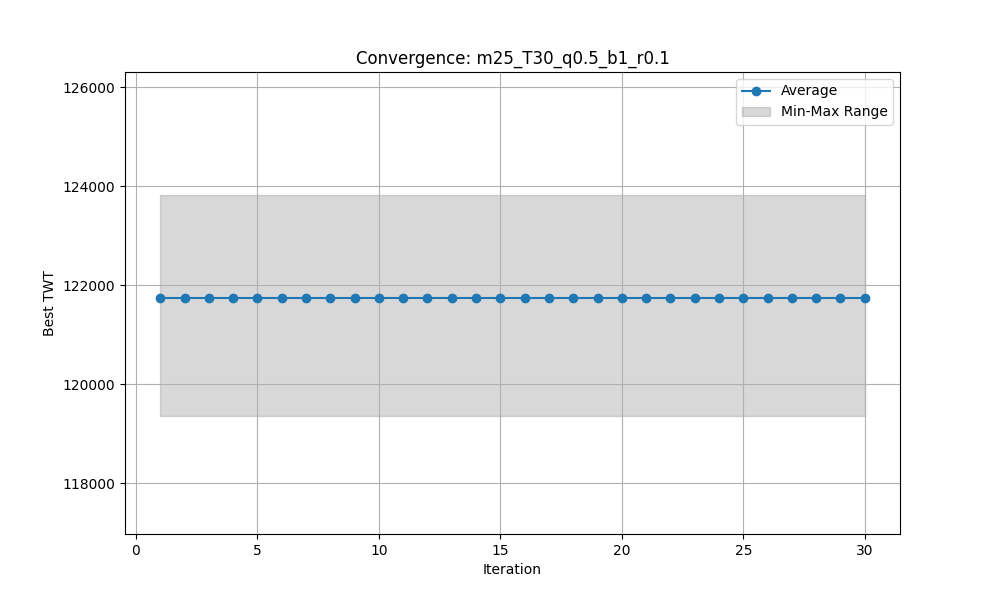 Convergence: m25_T30_q0.5_b1_r0.1
Average
Min-Max Range
126000
124000
122000
120000
118000
Best TWT
0 5 10 15 20 25 30
Iteration